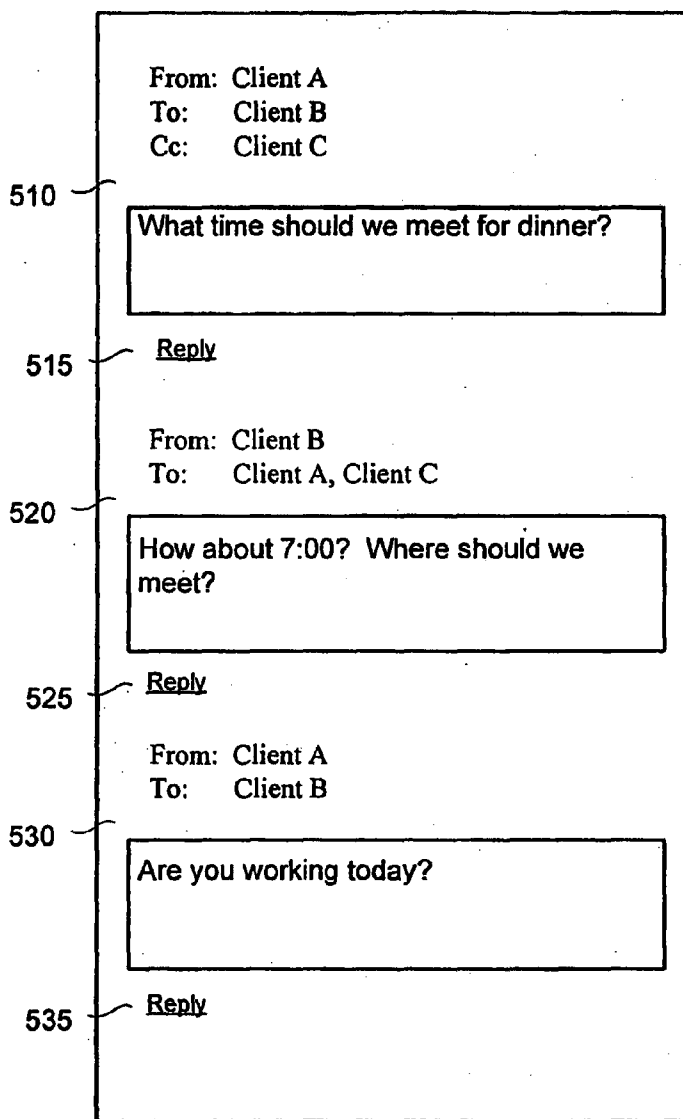 From: Client A
To: Client B
Cc: Client C
510
What time should we meet for dinner?
515
Reply
From: Client B
To: Client A, Client C
520
How about 7:00? Where should we
meet?
525
Reply
From: Client A
To: Client B
530
Are you working today?
535
Reply